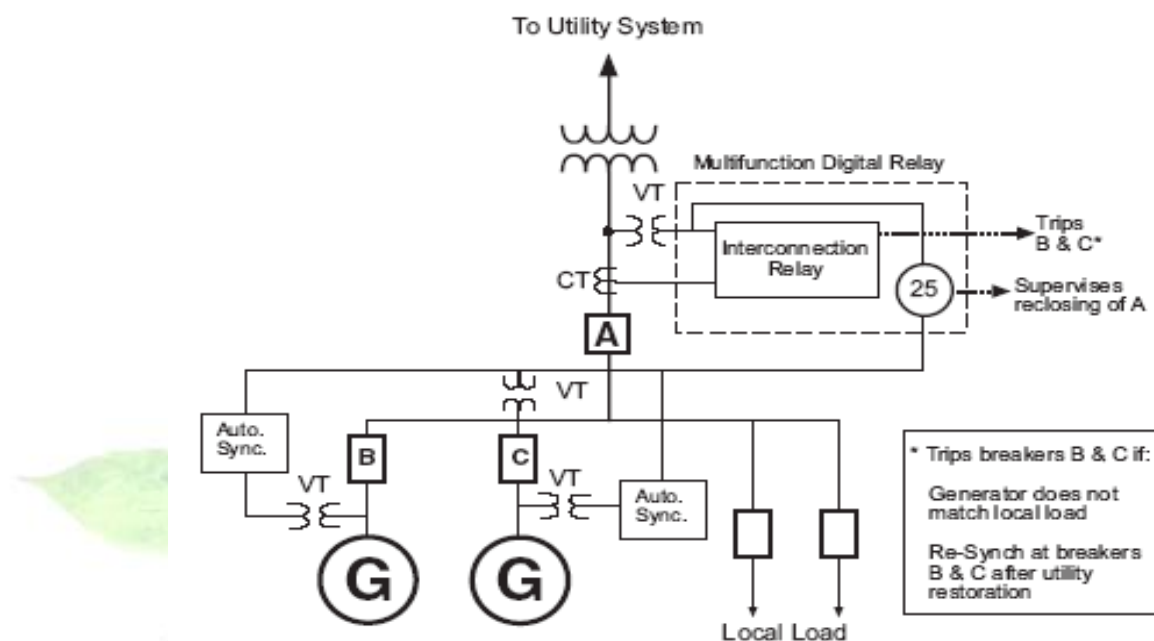 To Utility System
Multifunction Digital Relay
VT
Interconnection
Relay
Trips
B & C*
CT
25
Supervises
reclosing of A
A
VT
Auto.
Sync.
B
C
VT
VT
Auto.
Sync.
G
G
Local Load
* Trips breakers B & C if:
Generator does not
match local load
Re-Synch at breakers
B & C after utility
restoration